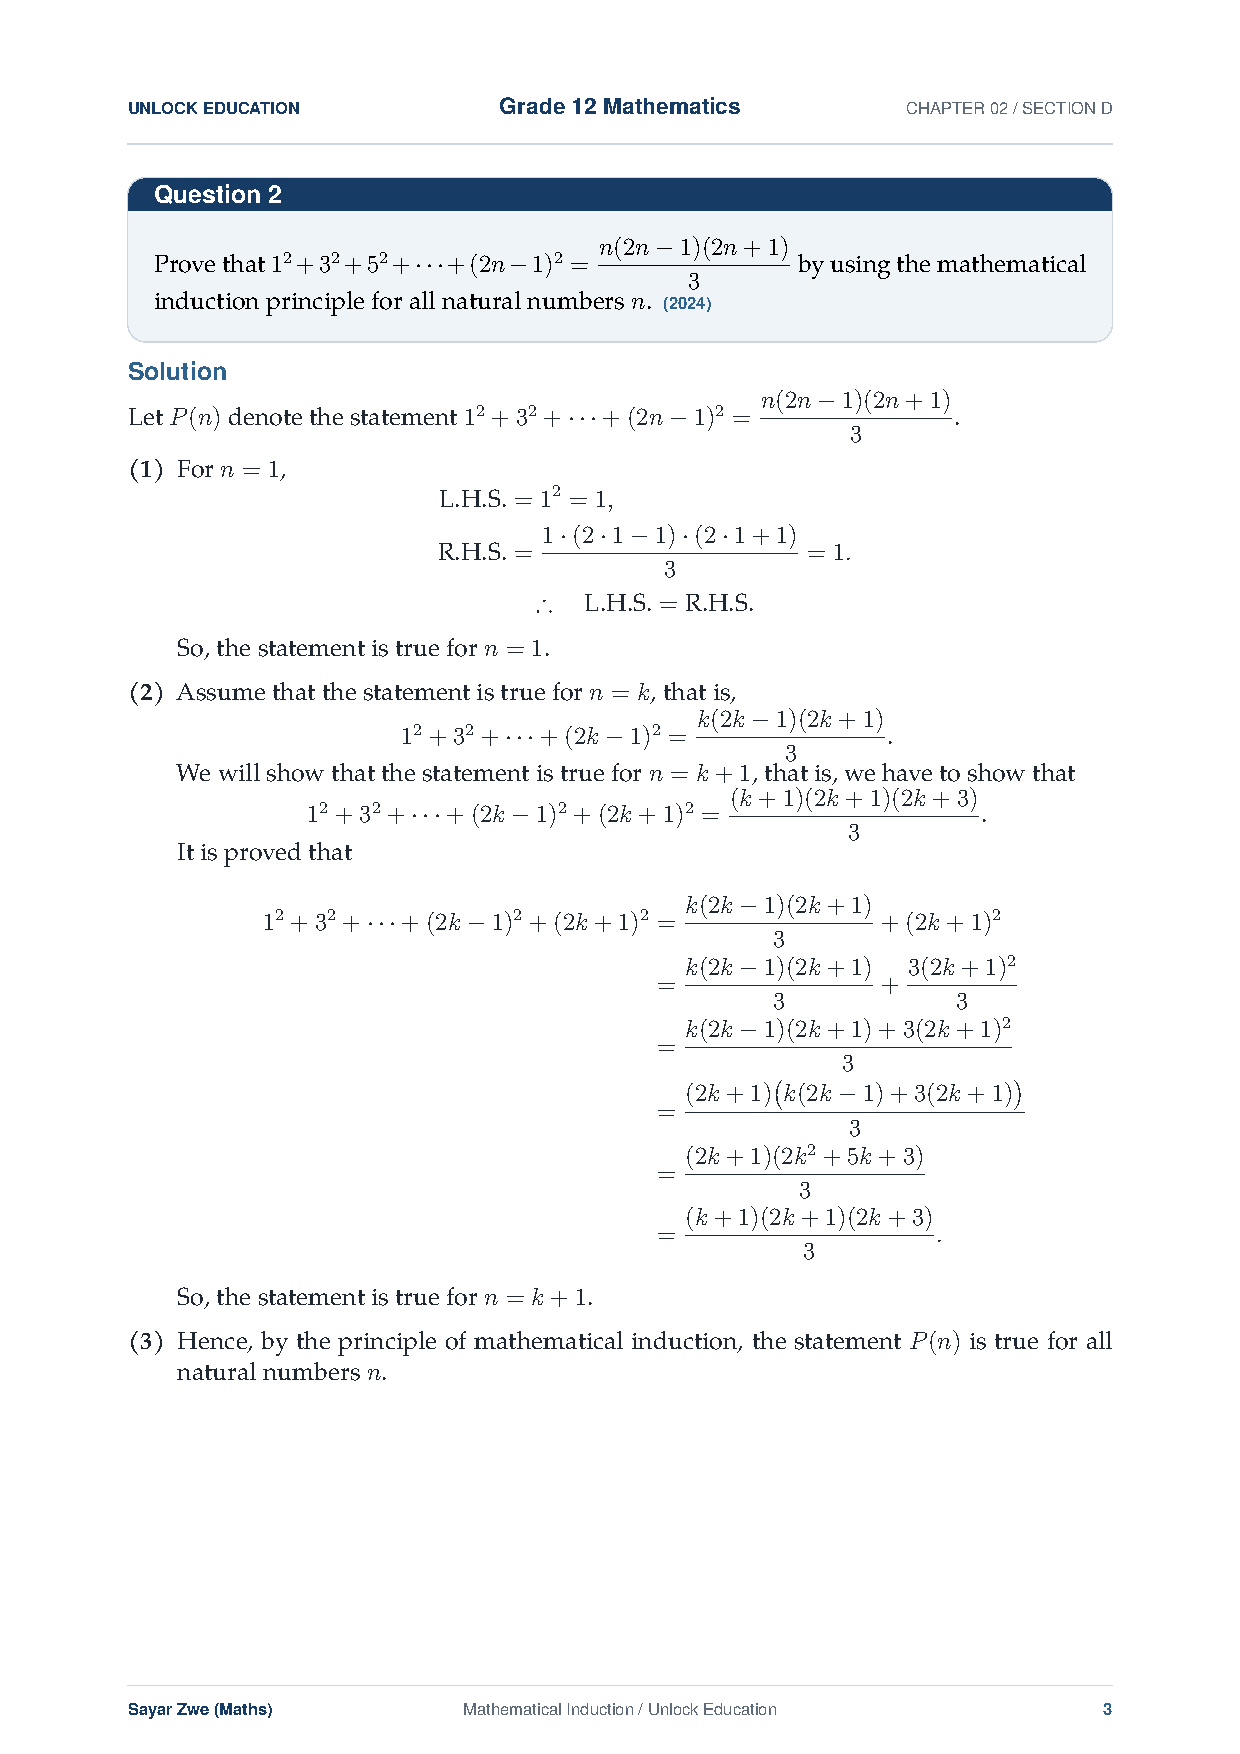 UNLOCK EDUCATION Grade 12 Mathematics CHAPTER 02 / SECTION D
Question 2
Prove that 1² + 3² + 5² + ··· + (2n − 1)² = n(2n − 1)(2n + 1)/3 by using the mathematical
induction principle for all natural numbers n. (2024)
Solution
Let P(n) denote the statement 1² + 3² + ··· + (2n − 1)² = n(2n − 1)(2n + 1)/3.
(1) For n = 1,
L.H.S. = 1² = 1,
R.H.S. = 1 · (2 · 1 − 1) · (2 · 1 + 1)/3 = 1.
∴ L.H.S. = R.H.S.
So, the statement is true for n = 1.
(2) Assume that the statement is true for n = k, that is,
1² + 3² + ··· + (2k − 1)² = k(2k − 1)(2k + 1)/3.
We will show that the statement is true for n = k + 1, that is, we have to show that
1² + 3² + ··· + (2k − 1)² + (2k + 1)² = (k + 1)(2k + 1)(2k + 3)/3.
It is proved that
1² + 3² + ··· + (2k − 1)² + (2k + 1)² = k(2k − 1)(2k + 1)/3 + (2k + 1)²
= k(2k − 1)(2k + 1)/3 + 3(2k + 1)²/3
= k(2k − 1)(2k + 1) + 3(2k + 1)²/3
= (2k + 1)(k(2k − 1) + 3(2k + 1))/3
= (2k + 1)(2k² + 5k + 3)/3
= (k + 1)(2k + 1)(2k + 3)/3.
So, the statement is true for n = k + 1.
(3) Hence, by the principle of mathematical induction, the statement P(n) is true for all
natural numbers n.
Sayar Zwe (Maths) Mathematical Induction / Unlock Education 3